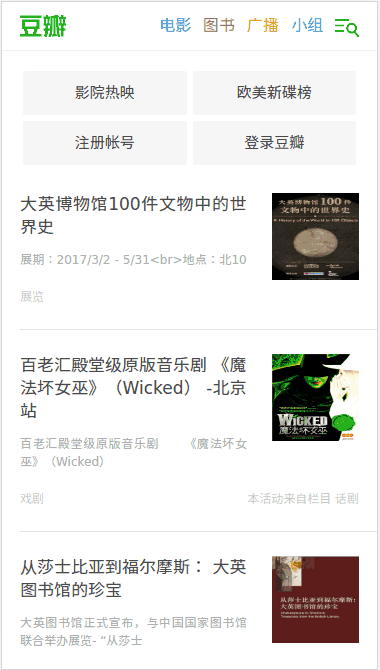 豆瓣
电影 图书 广播 小组
影院热映 欧美新碟榜
注册帐号 登录豆瓣
大英博物馆100件文物中的世
界史
展期：2017/3/2 - 5/31<br>地点：北10
展览
大英博物馆100件
文物中的世界史
A History of the World in 100 Objects
百老汇殿堂级原版音乐剧 《魔
法坏女巫》（Wicked） -北京
站
百老汇殿堂级原版音乐剧 《魔法坏女
巫》（Wicked）
戏剧 本活动来自栏目 话剧
WICKED
魔法坏女巫
从莎士比亚到福尔摩斯： 大英
图书馆的珍宝
大英图书馆正式宣布，与中国国家图书馆
联合举办展览- “从莎士
从莎士比亚到福尔摩斯：
大英图书馆的珍宝